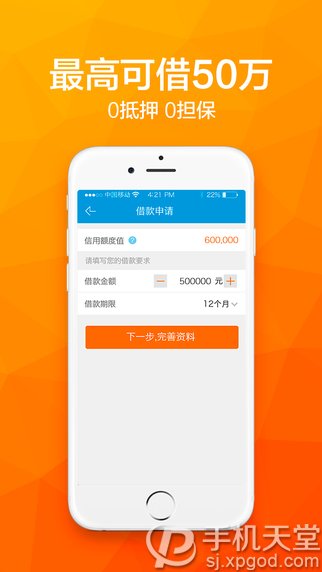 最高可借50万
0抵押 0担保
中国移动 4:21 PM 22%
借款申请
信用额度值 ? 600,000
请填写您的借款要求
借款金额 － 500000 元 ＋
借款期限 12个月
下一步,完善资料
手机天堂
sj.xpgod.com